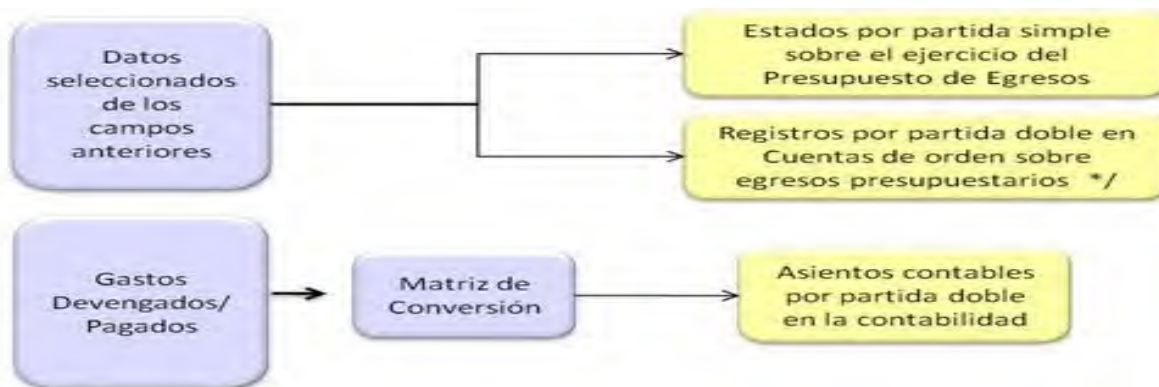 Datos
seleccionados
de los
campos
anteriores
Estados por partida simple
sobre el ejercicio del
Presupuesto de Egresos
Registros por partida doble en
Cuentas de orden sobre
egresos presupuestarios */
Gastos
Devengados/
Pagados
Matriz de
Conversión
Asientos contables
por partida doble
en la contabilidad